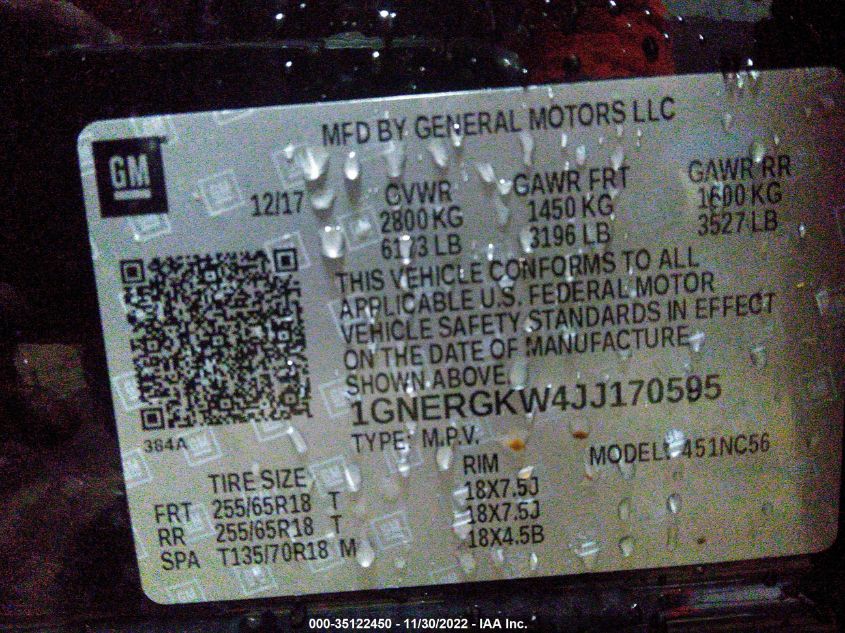 MFD BY GENERAL MOTORS LLC
GM
12/17
GVWR GAWR FRT GAWR RR
2800 KG 1450 KG 1600 KG
6173 LB 3196 LB 3527 LB
THIS VEHICLE CONFORMS TO ALL
APPLICABLE U.S. FEDERAL MOTOR
VEHICLE SAFETY STANDARDS IN EFFECT
ON THE DATE OF MANUFACTURE
SHOWN ABOVE.
1GNERGKW4JJ170595
384A
TYPE: M.P.V. MODEL: 451NC56
TIRE SIZE RIM
FRT 255/65R18 T 18X7.5J
RR 255/65R18 T 18X7.5J
SPA T135/70R18 M 18X4.5B
000-35122450 - 11/30/2022 - IAA Inc.